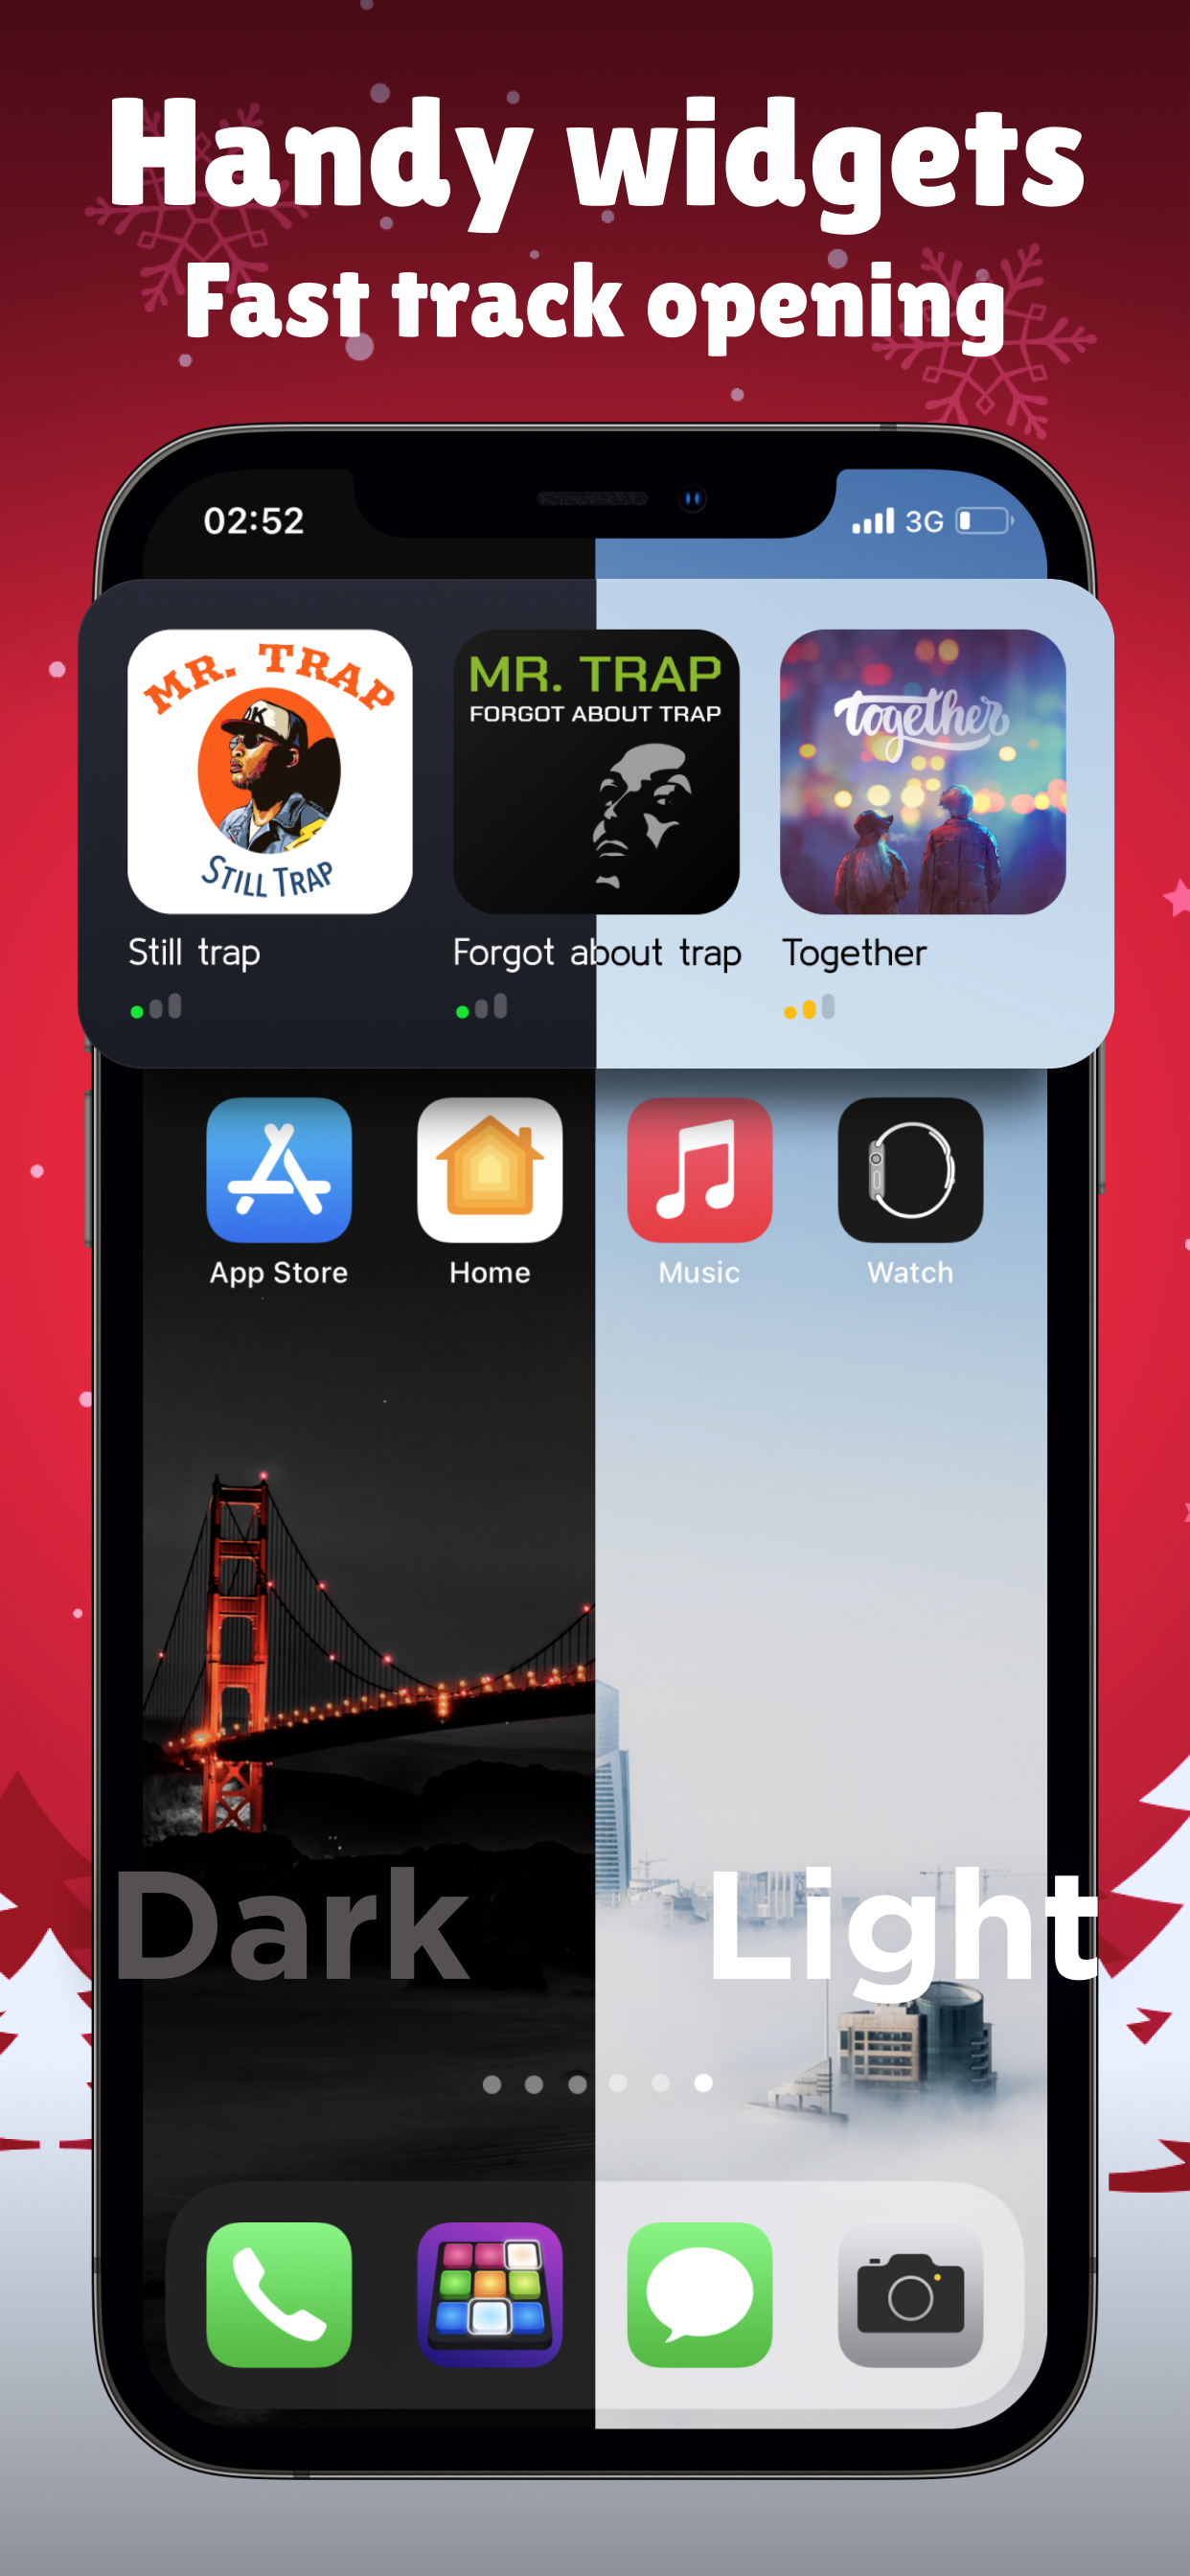 Handy widgets
Fast track opening
02:52
3G
MR. TRAP
OK
STILL TRAP
MR. TRAP
FORGOT ABOUT TRAP
together
Still trap
Forgot about trap
Together
App Store
Home
Music
Watch
Dark
Light